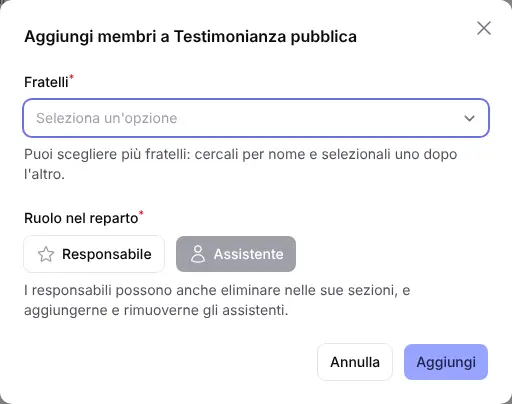 Aggiungi membri a Testimonianza pubblica
Fratelli*
Seleziona un'opzione
Puoi scegliere più fratelli: cercali per nome e selezionali uno dopo
l'altro.
Ruolo nel reparto*
Responsabile
Assistente
I responsabili possono anche eliminare nelle sue sezioni, e
aggiungerne e rimuoverne gli assistenti.
Annulla
Aggiungi